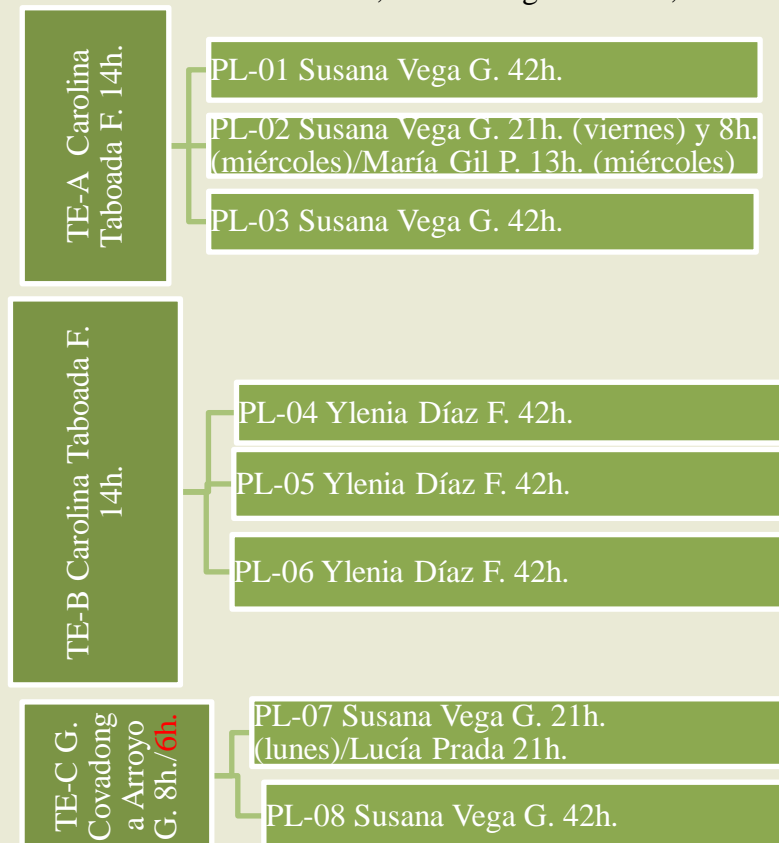 TE-A Carolina
Taboada F. 14h.
PL-01 Susana Vega G. 42h.
PL-02 Susana Vega G. 21h. (viernes) y 8h.
(miércoles)/María Gil P. 13h. (miércoles)
PL-03 Susana Vega G. 42h.
TE-B Carolina Taboada F.
14h.
PL-04 Ylenia Díaz F. 42h.
PL-05 Ylenia Díaz F. 42h.
PL-06 Ylenia Díaz F. 42h.
TE-C G.
Covadong
a Arroyo
G. 8h./6h.
PL-07 Susana Vega G. 21h.
(lunes)/Lucía Prada 21h.
PL-08 Susana Vega G. 42h.